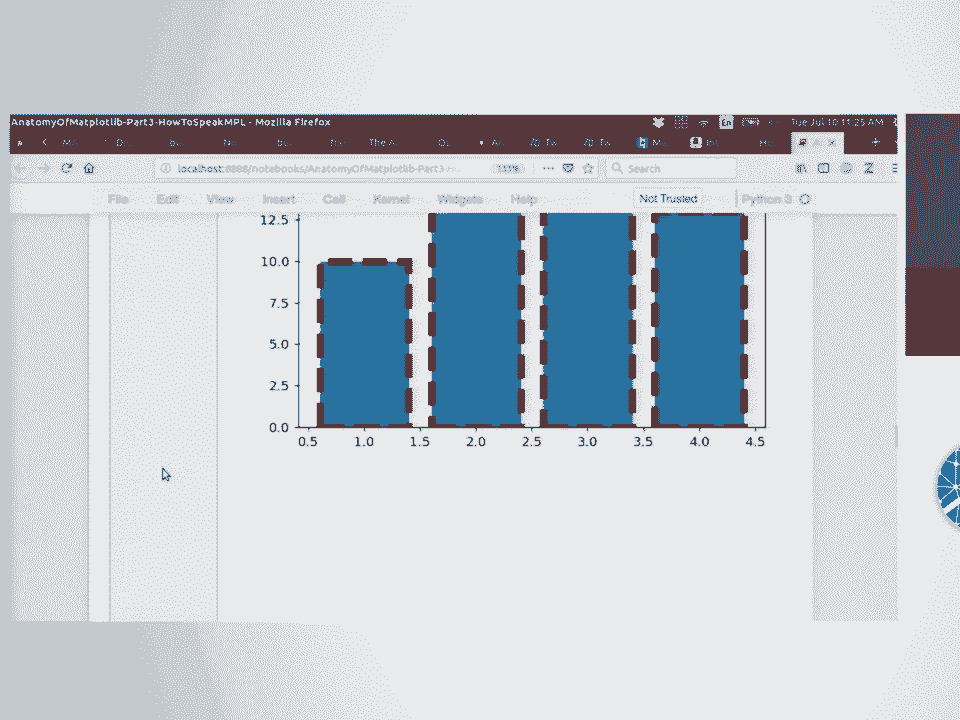 AnatomyOfMatplotlib-Part3-HowToSpeakMPL - Mozilla Firefox En Tue Jul 10 11:25 AM
The A
localhost:8888/notebooks/AnatomyOfMatplotlib-Part3-H 133% Search
File Edit View Insert Cell Kernel Widgets Help Not Trusted Python 3
12.5
10.0
7.5
5.0
2.5
0.0
0.5 1.0 1.5 2.0 2.5 3.0 3.5 4.0 4.5